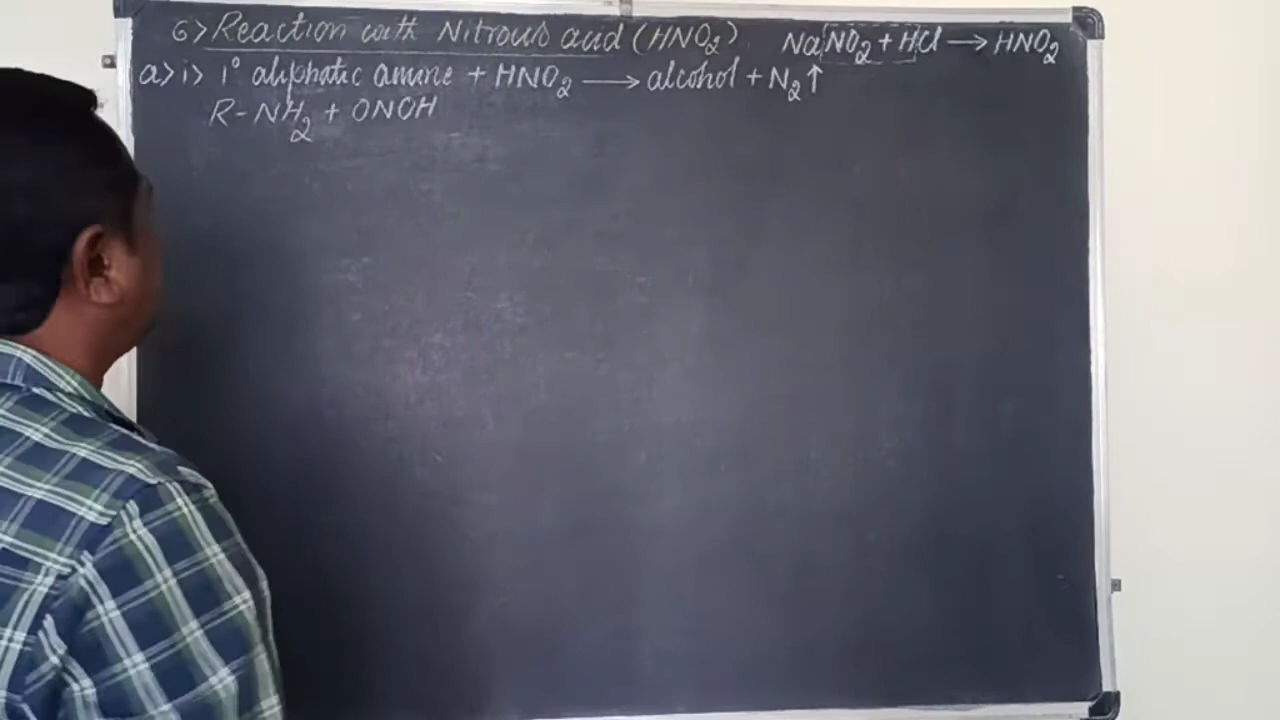 6> Reaction with Nitrous acid (HNO₂) NaNO₂ + HCl → HNO₂
a> i> 1° aliphatic amine + HNO₂ → alcohol + N₂↑
R-NH₂ + ONOH